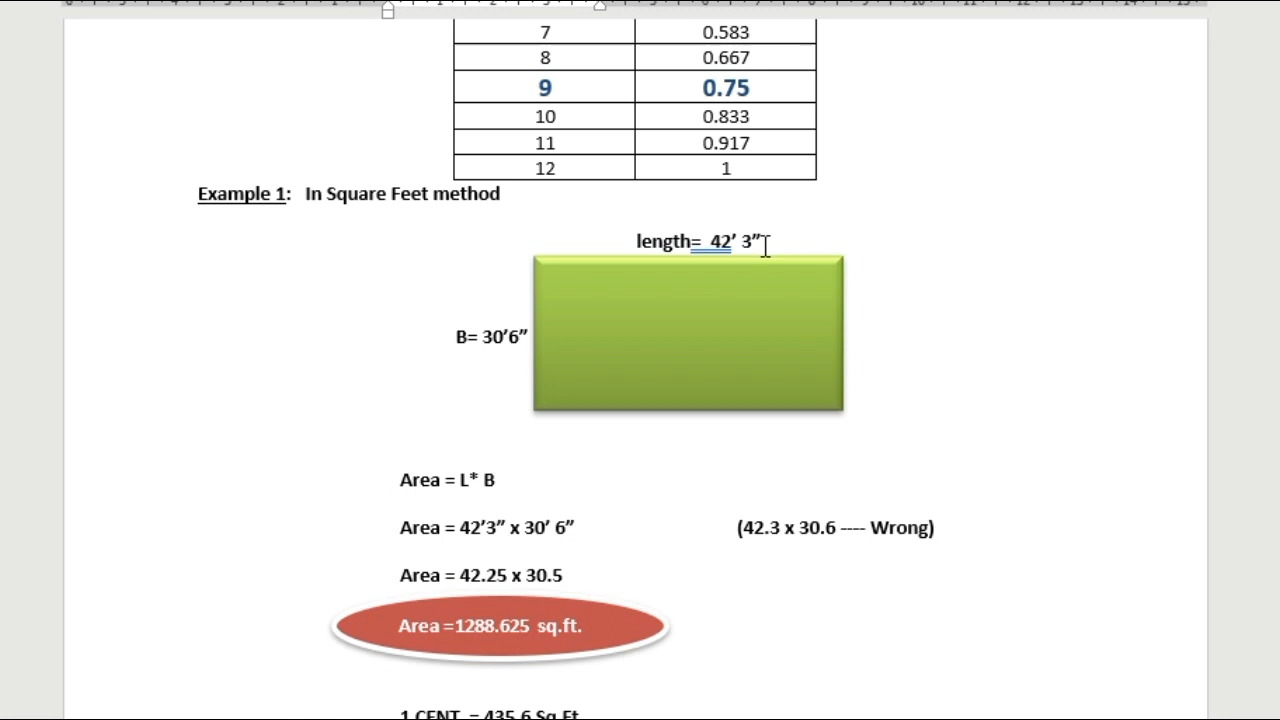 7 0.583
8 0.667
9 0.75
10 0.833
11 0.917
12 1
Example 1: In Square Feet method
length= 42’ 3”
B= 30’6”
Area = L* B
Area = 42’3” x 30’ 6” (42.3 x 30.6 ---- Wrong)
Area = 42.25 x 30.5
Area =1288.625 sq.ft.
1 CENT = 435.6 Sq Ft